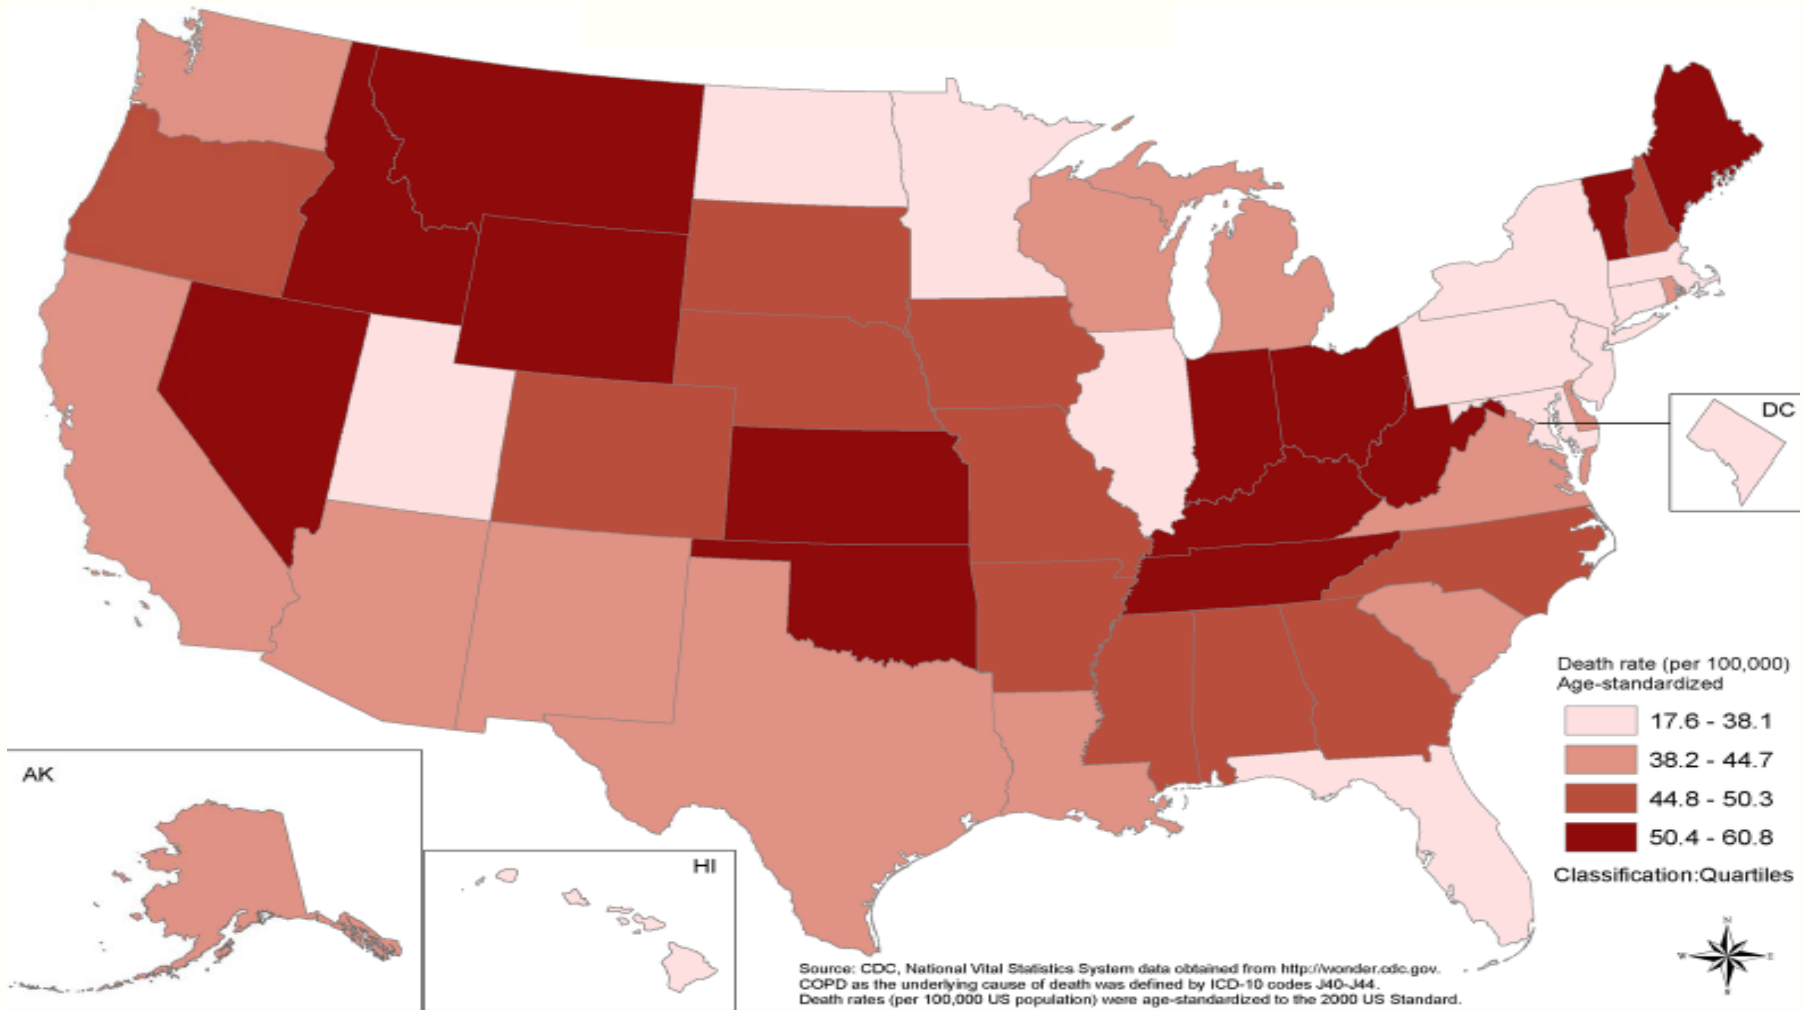 DC
Death rate (per 100,000)
Age-standardized
17.6 - 38.1
38.2 - 44.7
44.8 - 50.3
50.4 - 60.8
Classification:Quartiles
AK
HI
N
W
E
S
Source: CDC, National Vital Statistics System data obtained from http://wonder.cdc.gov.
COPD as the underlying cause of death was defined by ICD-10 codes J40-J44.
Death rates (per 100,000 US population) were age-standardized to the 2000 US Standard.